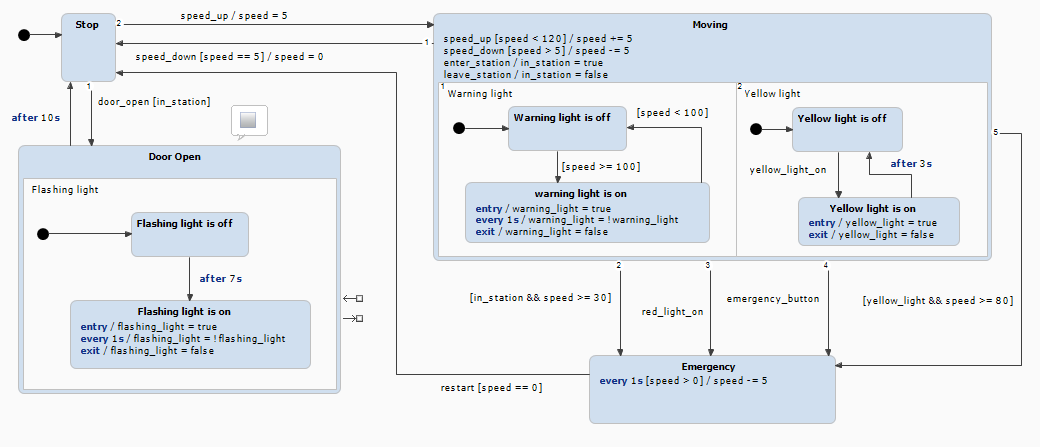 Stop
2
speed_up / speed = 5
1
speed_down [speed == 5] / speed = 0
1
door_open [in_station]
after 10s
Door Open
Flashing light
Flashing light is off
after 7s
Flashing light is on
entry / flashing_light = true
every 1s / flashing_light = !flashing_light
exit / flashing_light = false
Moving
speed_up [speed < 120] / speed += 5
speed_down [speed > 5] / speed -= 5
enter_station / in_station = true
leave_station / in_station = false
1
Warning light
Warning light is off
[speed < 100]
[speed >= 100]
warning light is on
entry / warning_light = true
every 1s / warning_light = !warning_light
exit / warning_light = false
2
Yellow light
Yellow light is off
yellow_light_on
after 3s
Yellow light is on
entry / yellow_light = true
exit / yellow_light = false
5
2
3
4
[in_station && speed >= 30]
red_light_on
emergency_button
[yellow_light && speed >= 80]
Emergency
every 1s [speed > 0] / speed -= 5
restart [speed == 0]